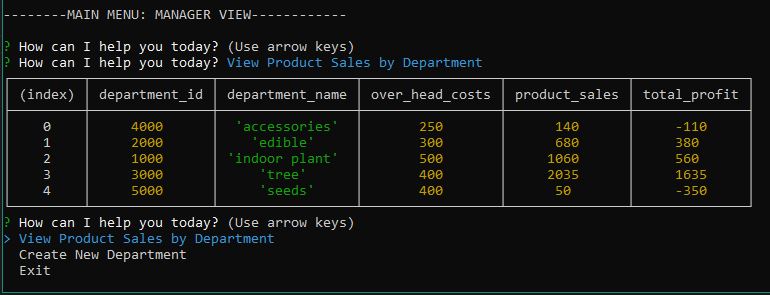 --------MAIN MENU: MANAGER VIEW------------
? How can I help you today? (Use arrow keys)
? How can I help you today? View Product Sales by Department
(index) department_id department_name over_head_costs product_sales total_profit
0 4000 'accessories' 250 140 -110
1 2000 'edible' 300 680 380
2 1000 'indoor plant' 500 1060 560
3 3000 'tree' 400 2035 1635
4 5000 'seeds' 400 50 -350
? How can I help you today? (Use arrow keys)
> View Product Sales by Department
Create New Department
Exit